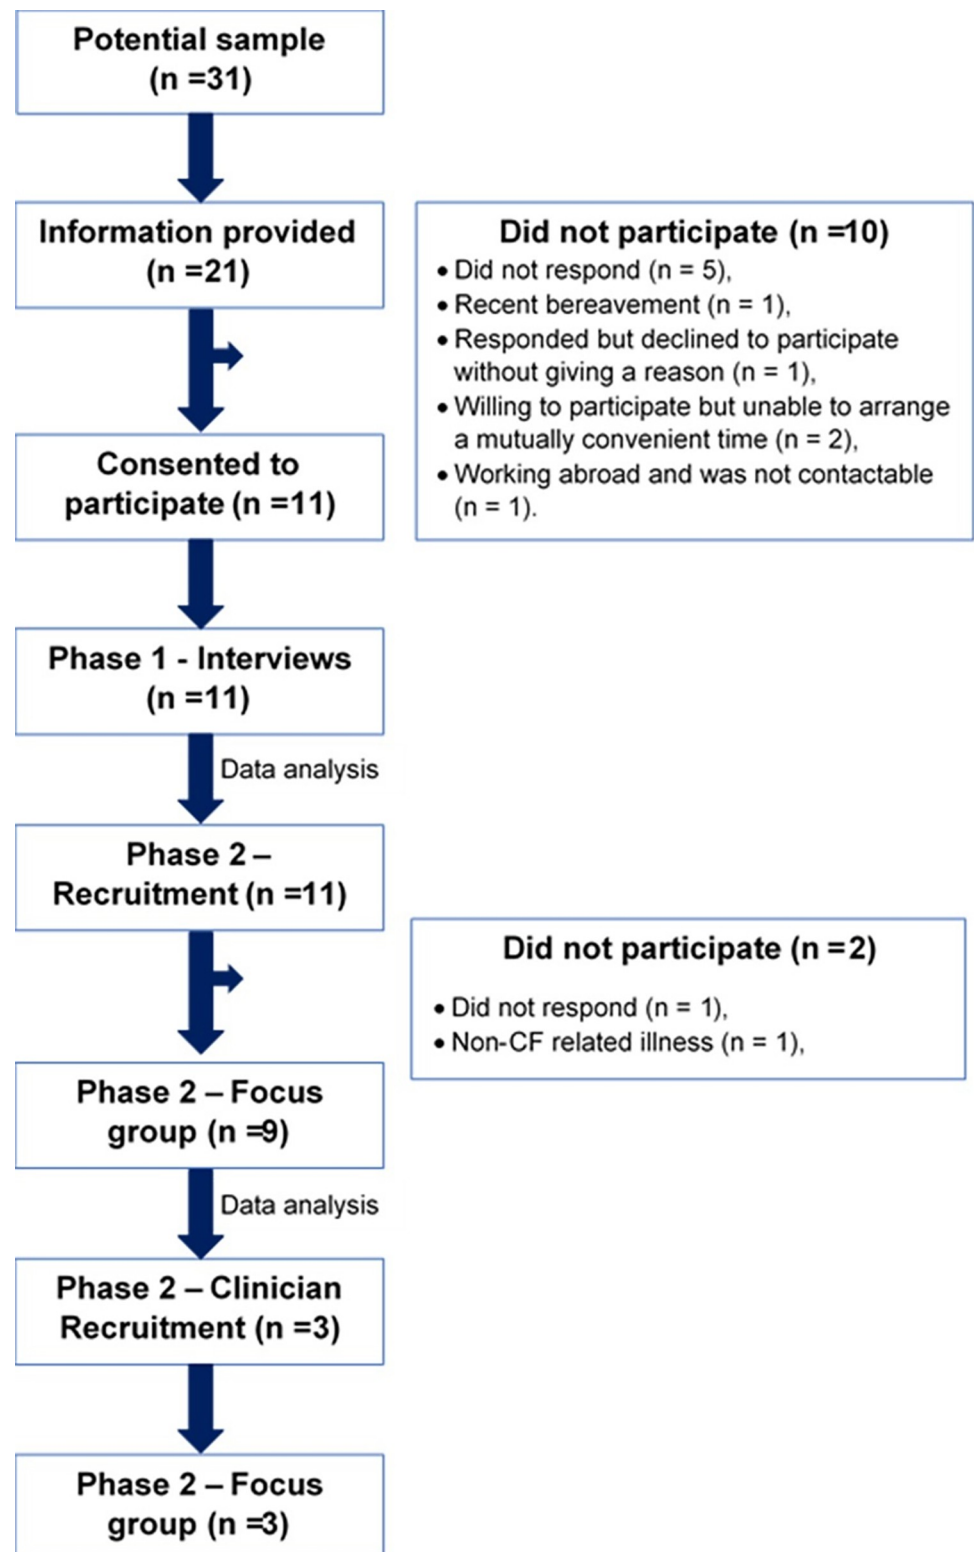 Potential sample
(n =31)
Information provided
(n =21)
Did not participate (n =10)
• Did not respond (n = 5),
• Recent bereavement (n = 1),
• Responded but declined to participate
without giving a reason (n = 1),
• Willing to participate but unable to arrange
a mutually convenient time (n = 2),
• Working abroad and was not contactable
(n = 1).
Consented to
participate (n =11)
Phase 1 - Interviews
(n =11)
Data analysis
Phase 2 –
Recruitment (n =11)
Did not participate (n =2)
• Did not respond (n = 1),
• Non-CF related illness (n = 1),
Phase 2 – Focus
group (n =9)
Data analysis
Phase 2 – Clinician
Recruitment (n =3)
Phase 2 – Focus
group (n =3)